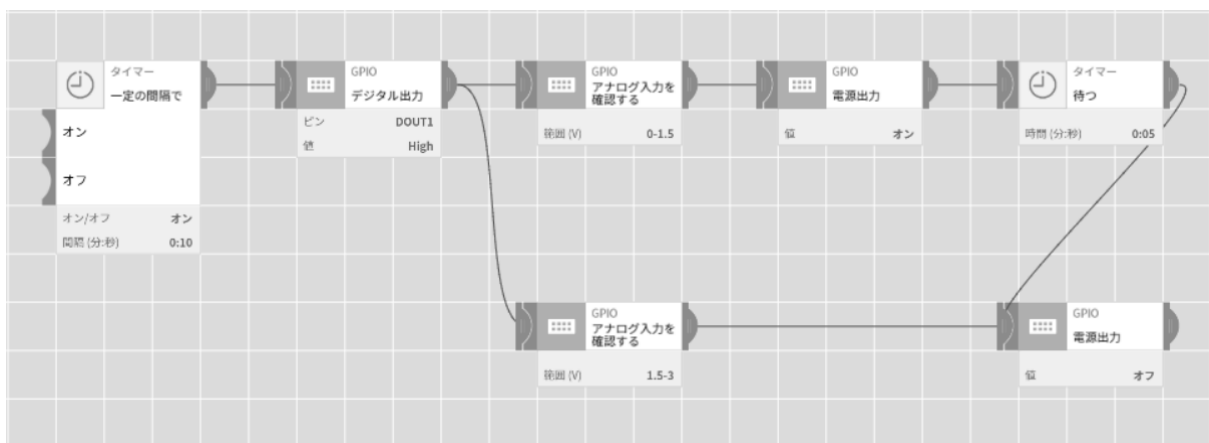 タイマー
一定の間隔で
オン
オフ
オン/オフ オン
間隔 (分:秒) 0:10
GPIO
デジタル出力
ピン DOUT1
値 High
GPIO
アナログ入力を
確認する
範囲 (V) 0-1.5
GPIO
電源出力
値 オン
タイマー
待つ
時間 (分:秒) 0:05
GPIO
アナログ入力を
確認する
範囲 (V) 1.5-3
GPIO
電源出力
値 オフ